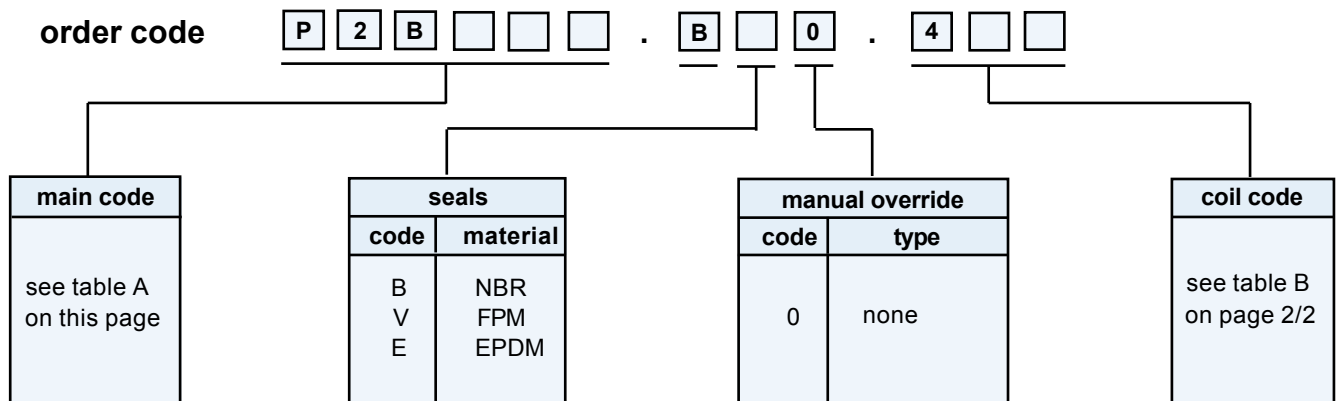 order code P 2 B . B 0 . 4
main code
see table A
on this page
seals
code material
B NBR
V FPM
E EPDM
manual override
code type
0 none
coil code
see table B
on page 2/2